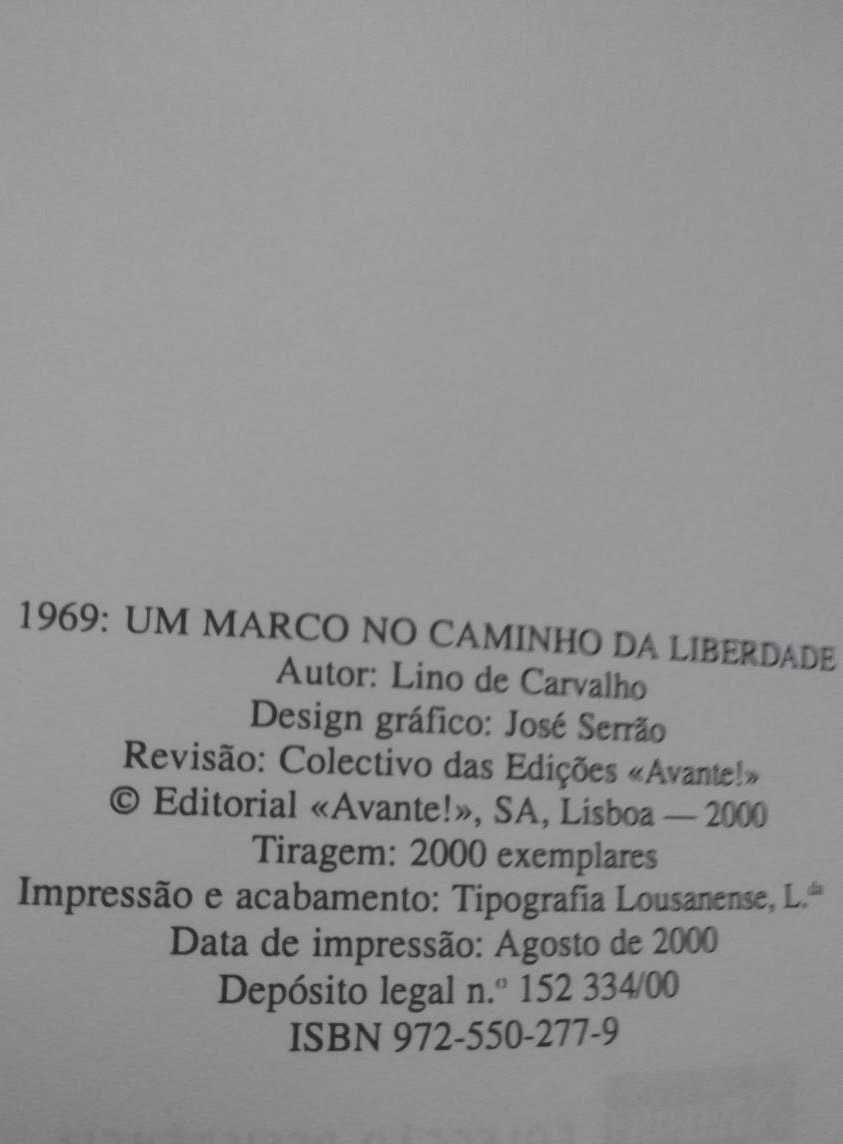 1969: UM MARCO NO CAMINHO DA LIBERDADE
Autor: Lino de Carvalho
Design gráfico: José Serrão
Revisão: Colectivo das Edições «Avante!»
© Editorial «Avante!», SA, Lisboa — 2000
Tiragem: 2000 exemplares
Impressão e acabamento: Tipografia Lousanense, L.da
Data de impressão: Agosto de 2000
Depósito legal n.º 152 334/00
ISBN 972-550-277-9